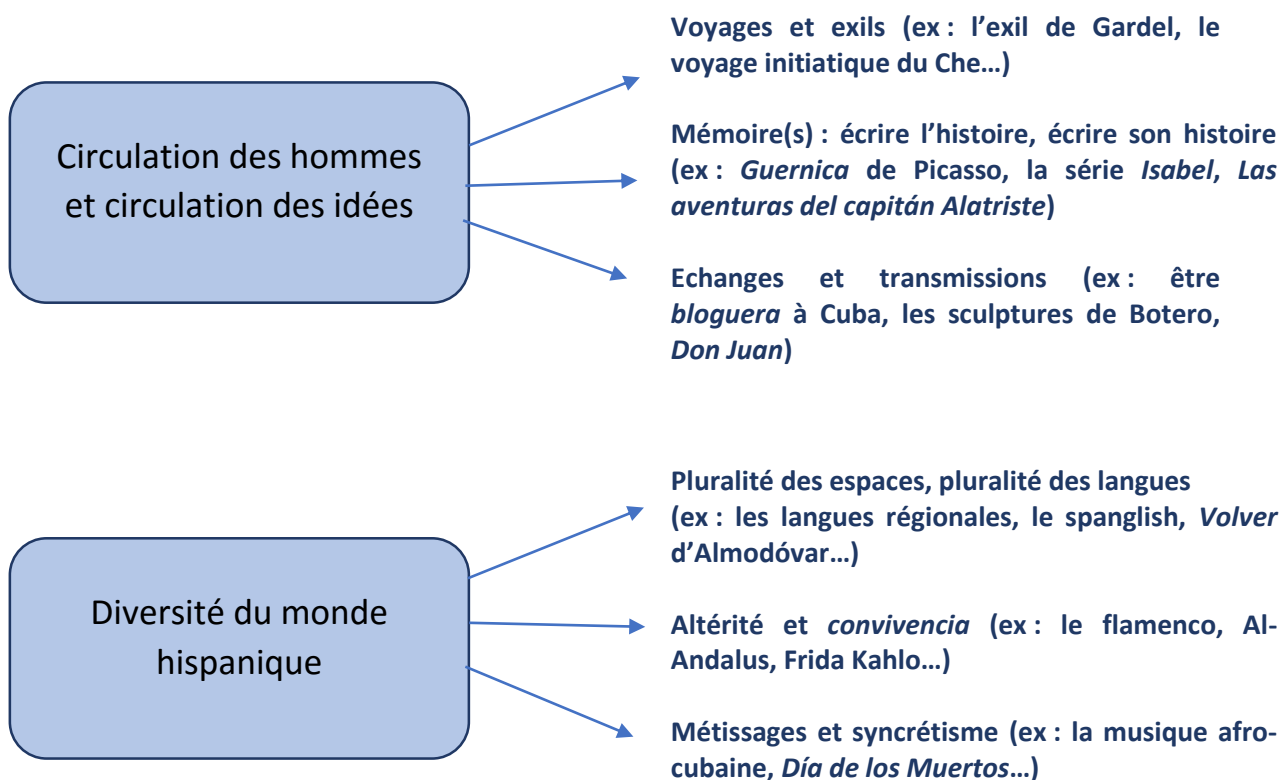 Circulation des hommes
et circulation des idées
Voyages et exils (ex : l’exil de Gardel, le
voyage initiatique du Che…)
Mémoire(s) : écrire l’histoire, écrire son histoire
(ex : Guernica de Picasso, la série Isabel, Las
aventuras del capitán Alatriste)
Echanges et transmissions (ex : être
bloguera à Cuba, les sculptures de Botero,
Don Juan)
Diversité du monde
hispanique
Pluralité des espaces, pluralité des langues
(ex : les langues régionales, le spanglish, Volver
d’Almodóvar…)
Altérité et convivencia (ex : le flamenco, Al-
Andalus, Frida Kahlo…)
Métissages et syncrétisme (ex : la musique afro-
cubaine, Día de los Muertos…)